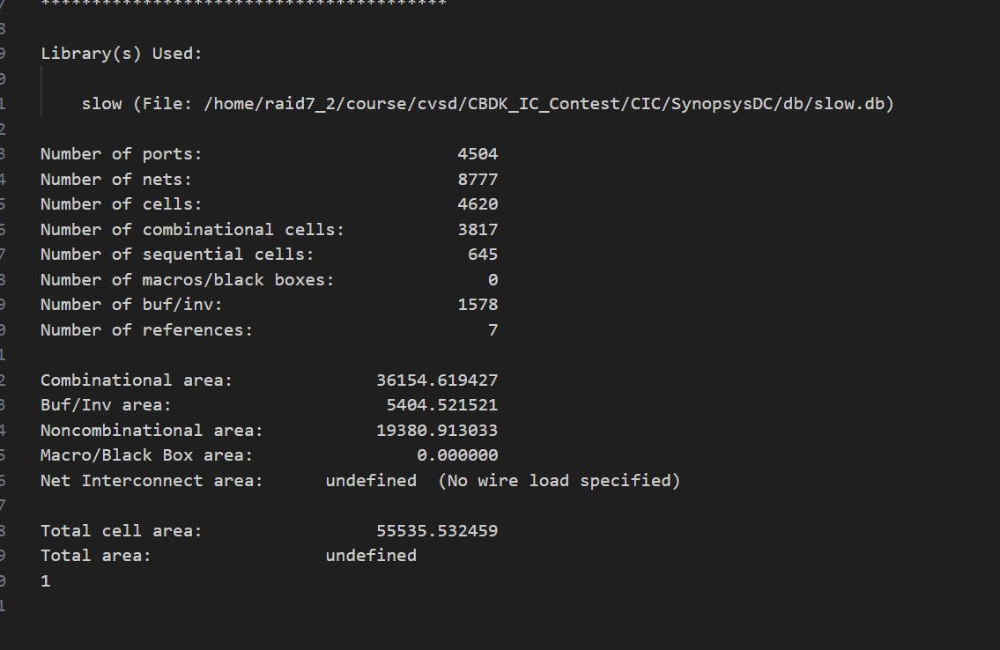 ****************************************
Library(s) Used:
slow (File: /home/raid7_2/course/cvsd/CBDK_IC_Contest/CIC/SynopsysDC/db/slow.db)
Number of ports: 4504
Number of nets: 8777
Number of cells: 4620
Number of combinational cells: 3817
Number of sequential cells: 645
Number of macros/black boxes: 0
Number of buf/inv: 1578
Number of references: 7
Combinational area: 36154.619427
Buf/Inv area: 5404.521521
Noncombinational area: 19380.913033
Macro/Black Box area: 0.000000
Net Interconnect area: undefined (No wire load specified)
Total cell area: 55535.532459
Total area: undefined
1